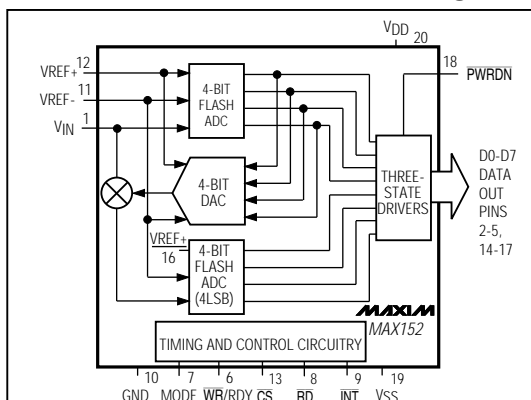 VDD
20
12
VREF+
11
VREF-
1
VIN
4-BIT
FLASH
ADC
18
PWRDN
4-BIT
DAC
THREE-
STATE
DRIVERS
D0-D7
DATA
OUT
PINS
2-5,
14-17
VREF+
16
4-BIT
FLASH
ADC
(4LSB)
MAXIM
MAX152
TIMING AND CONTROL CIRCUITRY
10 7 6 13 8 9 19
GND MODE WR/RDY CS RD INT VSS